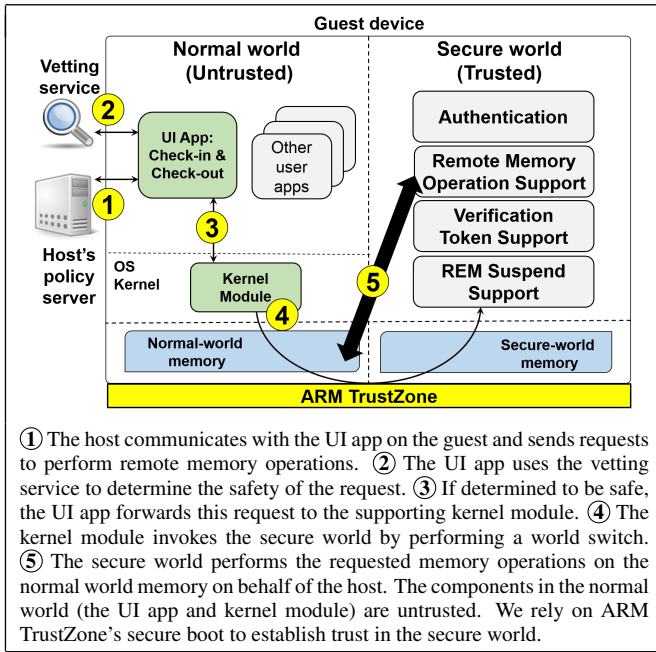 Guest device
Normal world
(Untrusted)
Secure world
(Trusted)
Vetting
service
2
UI App:
Check-in &
Check-out
Other
user
apps
1
Host's
policy
server
3
OS
Kernel
Kernel
Module
4
5
Authentication
Remote Memory
Operation Support
Verification
Token Support
REM Suspend
Support
Normal-world
memory
Secure-world
memory
ARM TrustZone
① The host communicates with the UI app on the guest and sends requests
to perform remote memory operations. ② The UI app uses the vetting
service to determine the safety of the request. ③ If determined to be safe,
the UI app forwards this request to the supporting kernel module. ④ The
kernel module invokes the secure world by performing a world switch.
⑤ The secure world performs the requested memory operations on the
normal world memory on behalf of the host. The components in the normal
world (the UI app and kernel module) are untrusted. We rely on ARM
TrustZone's secure boot to establish trust in the secure world.